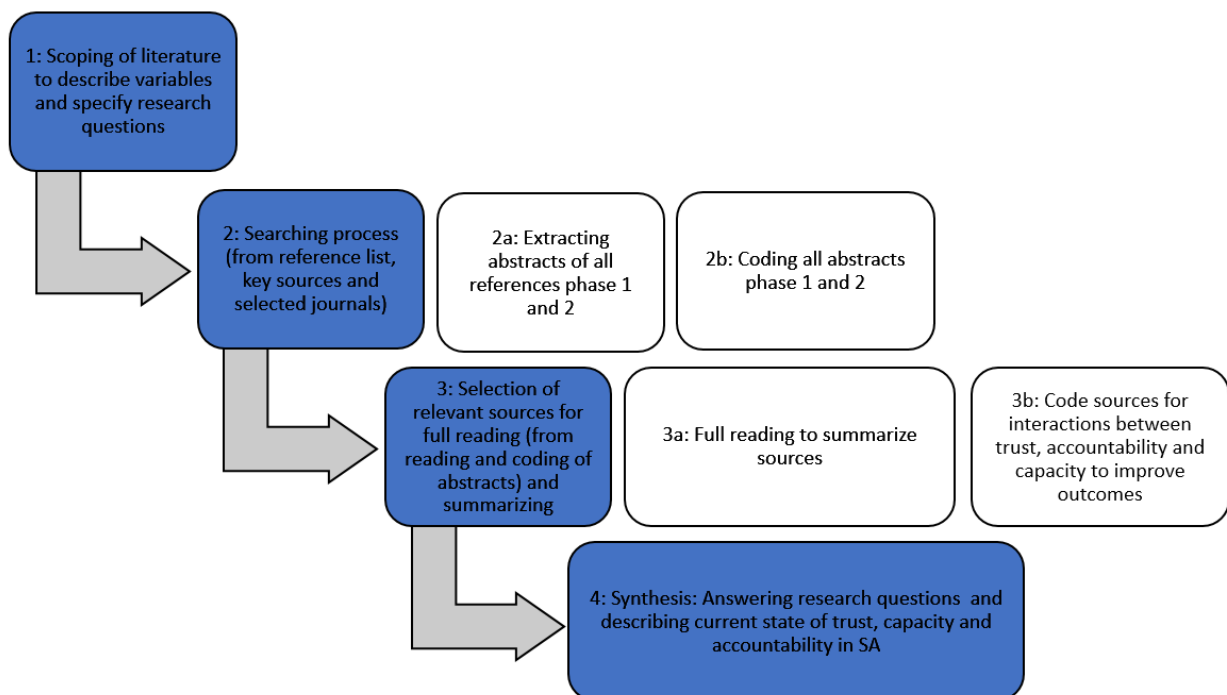 1: Scoping of literature
to describe variables
and specify research
questions
2: Searching process
(from reference list,
key sources and
selected journals)
2a: Extracting
abstracts of all
references phase 1
and 2
2b: Coding all abstracts
phase 1 and 2
3: Selection of
relevant sources for
full reading (from
reading and coding of
abstracts) and
summarizing
3a: Full reading to summarize
sources
3b: Code sources for
interactions between
trust, accountability and
capacity to improve
outcomes
4: Synthesis: Answering research questions and
describing current state of trust, capacity and
accountability in SA